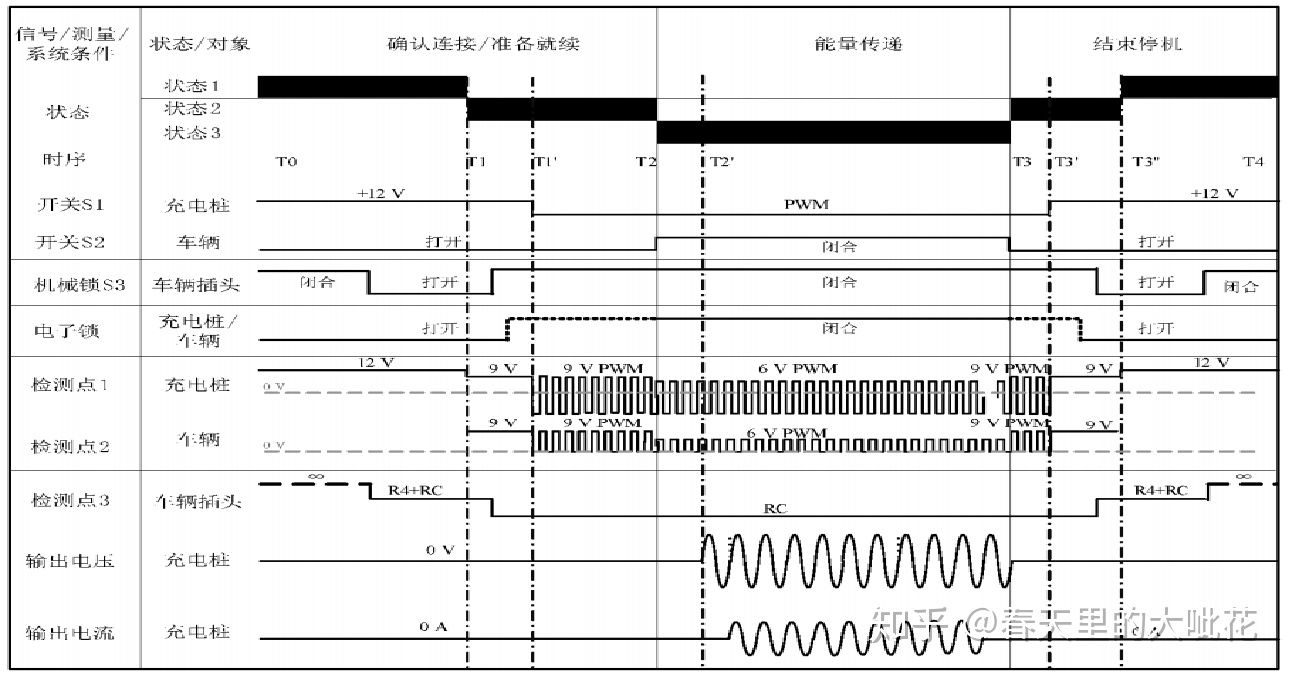 信号/测量/
系统条件
状态/对象
确认连接/准备就续
能量传递
结束停机
状态
状态1
状态2
状态3
时序
T0
T1
T1'
T2
T2'
T3
T3'
T3"
T4
开关S1
充电桩
+12 V
PWM
+12 V
开关S2
车辆
打开
闭合
打开
机械锁S3
车辆插头
闭合
打开
闭合
打开
闭合
电子锁
充电桩/
车辆
打开
闭合
打开
检测点1
充电桩
0 V
12 V
9 V
9 V PWM
6 V PWM
9 V PWM
9 V
12 V
检测点2
车辆
0 V
9 V
9 V PWM
6 V PWM
9 V PWM
9 V
检测点3
车辆插头
∞
R4+RC
RC
R4+RC
∞
输出电压
充电桩
0 V
输出电流
充电桩
0 A
知乎 @春天里的大呲花